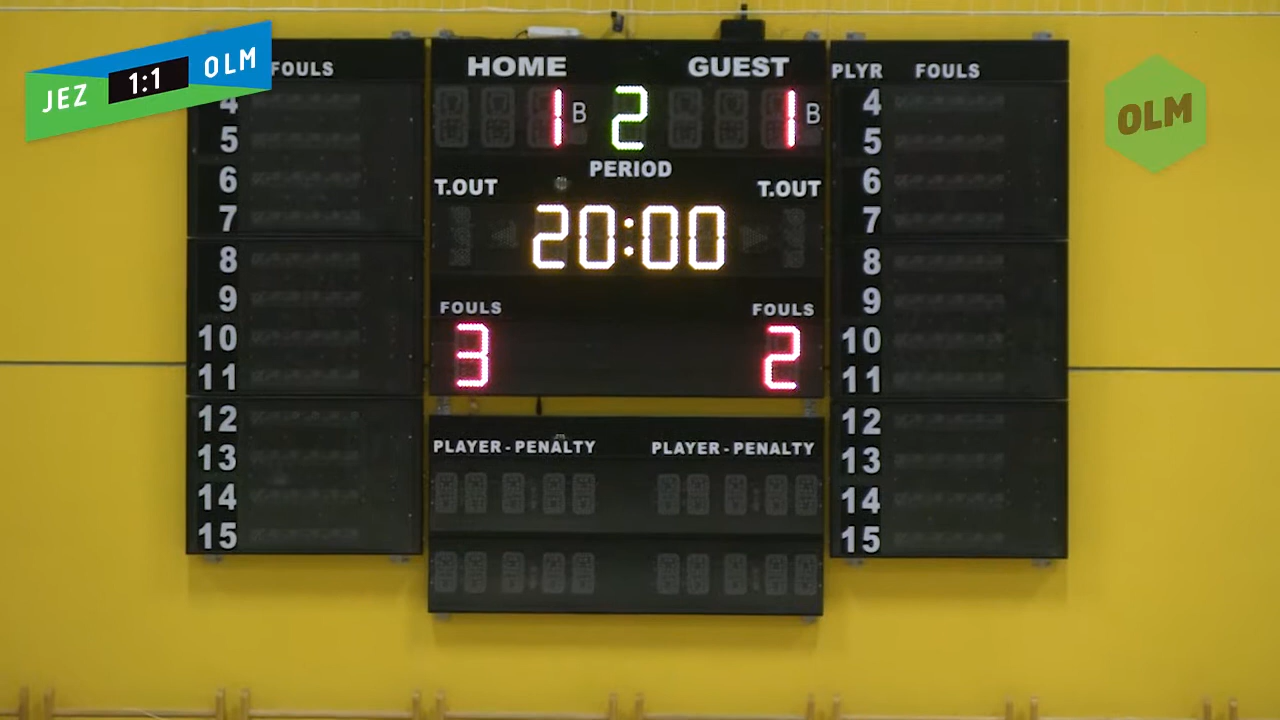 JEZ 1:1 OLM
OLM
HOME GUEST
1 B 2 1 B
PERIOD
T.OUT T.OUT
20:00
FOULS FOULS
3 2
PLAYER - PENALTY PLAYER - PENALTY
FOULS
4
5
6
7
8
9
10
11
12
13
14
15
PLYR FOULS
4
5
6
7
8
9
10
11
12
13
14
15